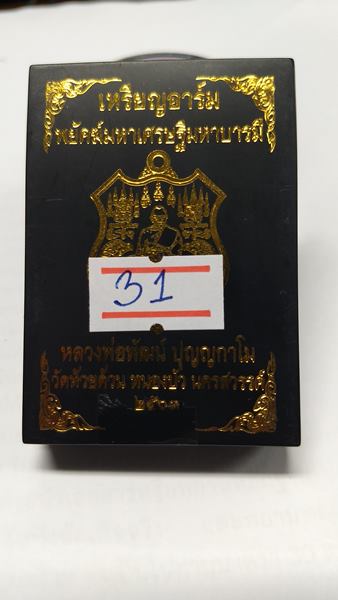 เหรียญอาร์ม
พยัคฆ์มหาเศรษฐีมหาบารมี
31
หลวงพ่อพัฒน์ ปุญญกาโม
วัดห้วยด้วน หนองบัว นครสวรรค์
๒๕๖๓